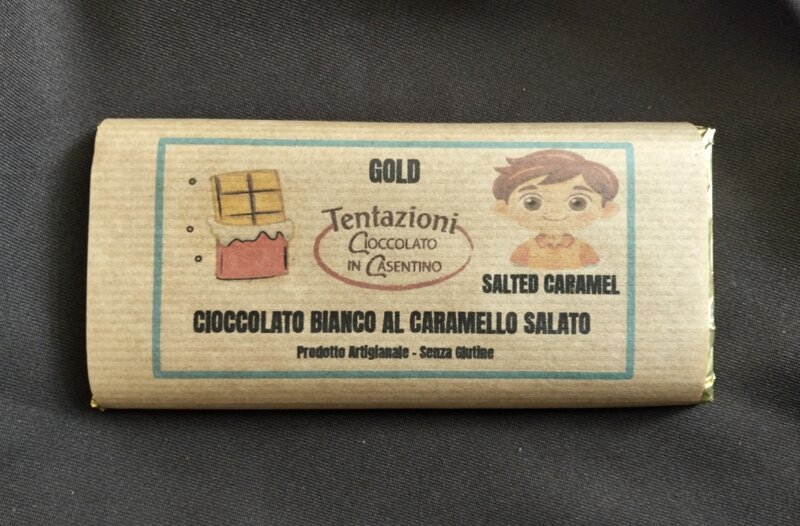 GOLD
Tentazioni
CIOCCOLATO
IN CASENTINO
SALTED CARAMEL
CIOCCOLATO BIANCO AL CARAMELLO SALATO
Prodotto Artigianale - Senza Glutine